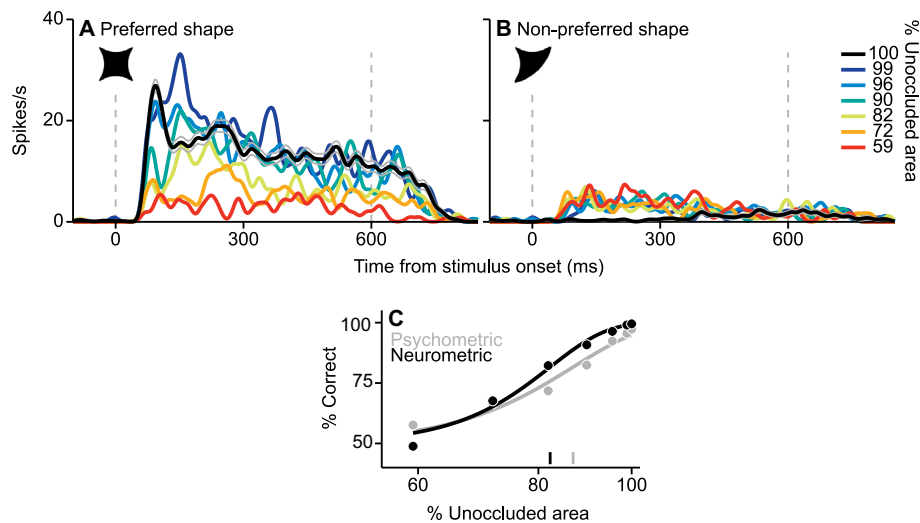 A Preferred shape
B Non-preferred shape
40
20
0
Spikes/s
0
300
600
0
300
600
Time from stimulus onset (ms)
100
99
96
90
82
72
59
% Unoccluded area
C
Psychometric
Neurometric
100
75
50
% Correct
60
80
100
% Unoccluded area